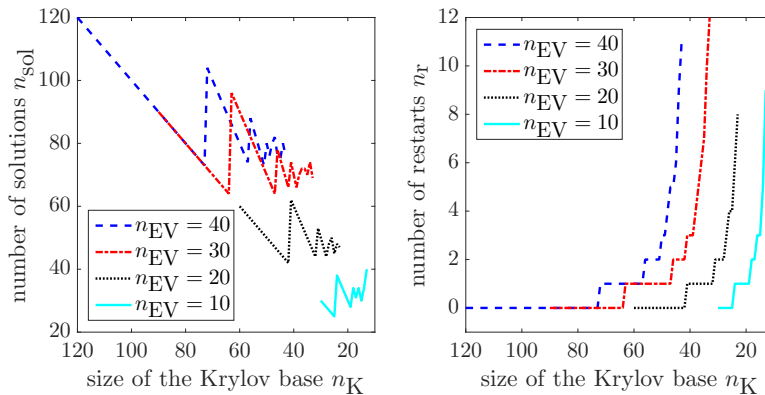 number of solutions n_sol
120
100
80
60
40
20
n_EV = 40
n_EV = 30
n_EV = 20
n_EV = 10
120 100 80 60 40 20
size of the Krylov base n_K
number of restarts n_r
12
10
8
6
4
2
0
n_EV = 40
n_EV = 30
n_EV = 20
n_EV = 10
120 100 80 60 40 20
size of the Krylov base n_K